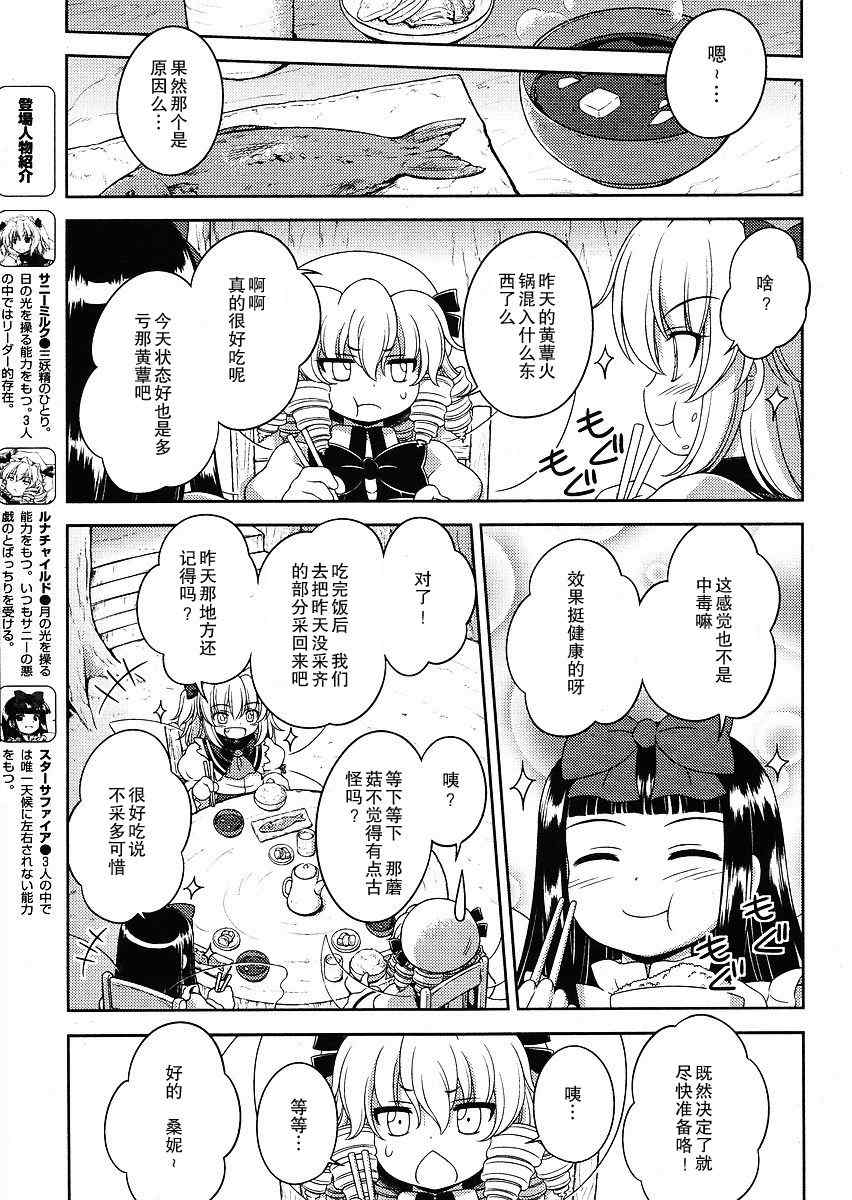 嗯~…
果然那个是
原因么…
登場人物紹介
サニーミルク●三妖精のひとり。
日の光を操る能力をもつ。3人
の中ではリーダー的存在。
ルナチャイルド●月の光を操る
能力をもつ。いつもサニーの悪
戯のとばっちりを受ける。
スターサファイア●3人の中で
は唯一天候に左右されない能力
をもつ。
啥?
昨天的黄蕈火
锅混入什么东
西了么
もぐ
もぐ
啊啊
真的很好吃呢
今天状态好也是多
亏那黄蕈吧
这感觉也不是
中毒嘛
效果挺健康的呀
もぐ
もぐ
对了!
吃完饭后 我们
去把昨天没采齐
的部分采回来吧
昨天那地方还
记得吗?
咦?
等下等下 那蘑
菇不觉得有点古
怪吗?
很好吃说
不采多可惜
既然决定了就
尽快准备咯!
咦…
等等…
好的 桑妮~